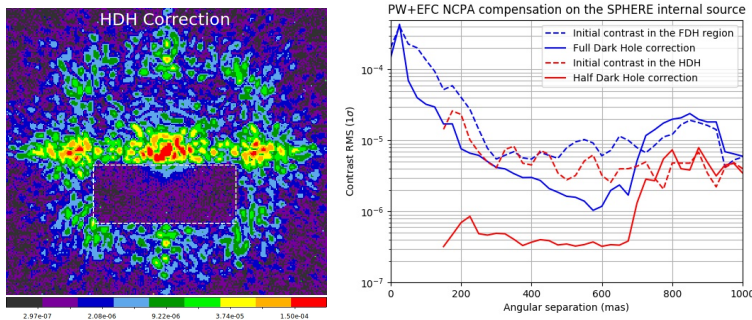 HDH Correction
2.97e-07 2.08e-06 9.22e-06 3.74e-05 1.50e-04
PW+EFC NCPA compensation on the SPHERE internal source
Initial contrast in the FDH region
Full Dark Hole correction
Initial contrast in the HDH
Half Dark Hole correction
Contrast RMS (1σ)
10⁻⁴
10⁻⁵
10⁻⁶
10⁻⁷
0 200 400 600 800 1000
Angular separation (mas)